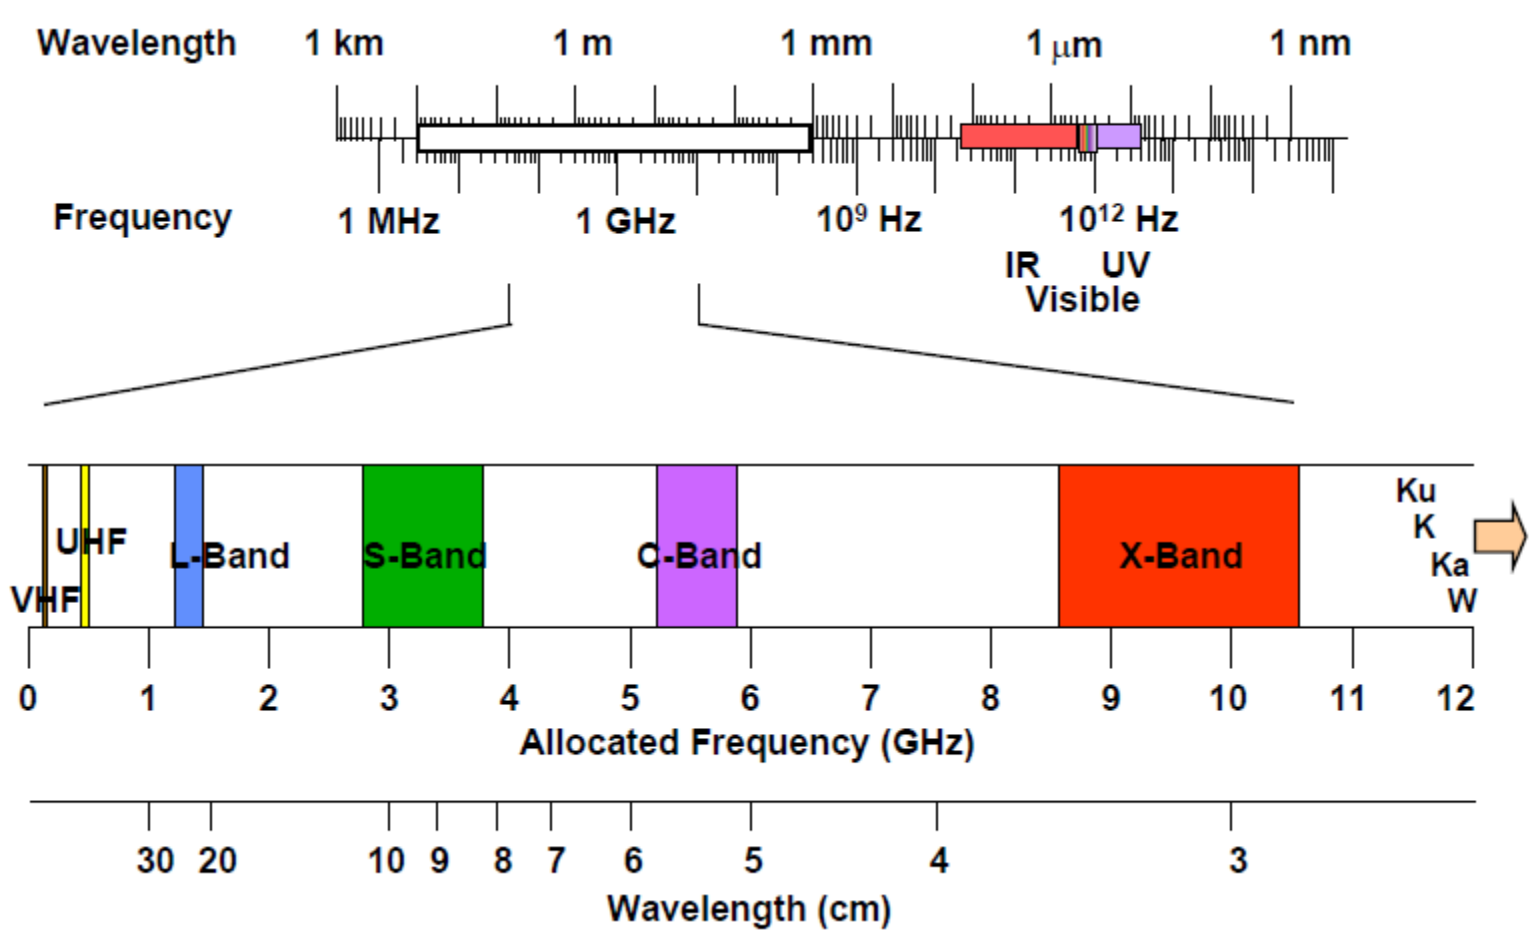 Wavelength 1 km 1 m 1 mm 1 μm 1 nm
Frequency 1 MHz 1 GHz 10⁹ Hz 10¹² Hz
IR UV
Visible
Ku
K
Ka
W
UHF
L-Band S-Band C-Band X-Band
VHF
0 1 2 3 4 5 6 7 8 9 10 11 12
Allocated Frequency (GHz)
30 20 10 9 8 7 6 5 4 3
Wavelength (cm)